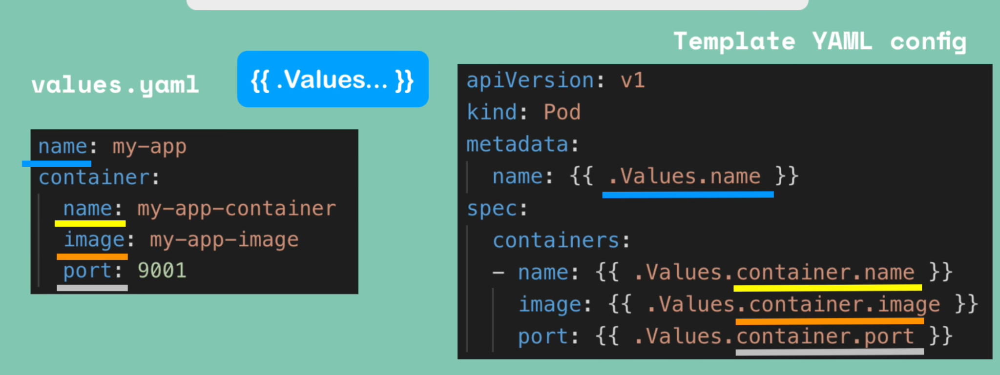 Template YAML config
values.yaml
{{ .Values... }}
name: my-app
container:
  name: my-app-container
  image: my-app-image
  port: 9001
apiVersion: v1
kind: Pod
metadata:
  name: {{ .Values.name }}
spec:
  containers:
  - name: {{ .Values.container.name }}
    image: {{ .Values.container.image }}
    port: {{ .Values.container.port }}